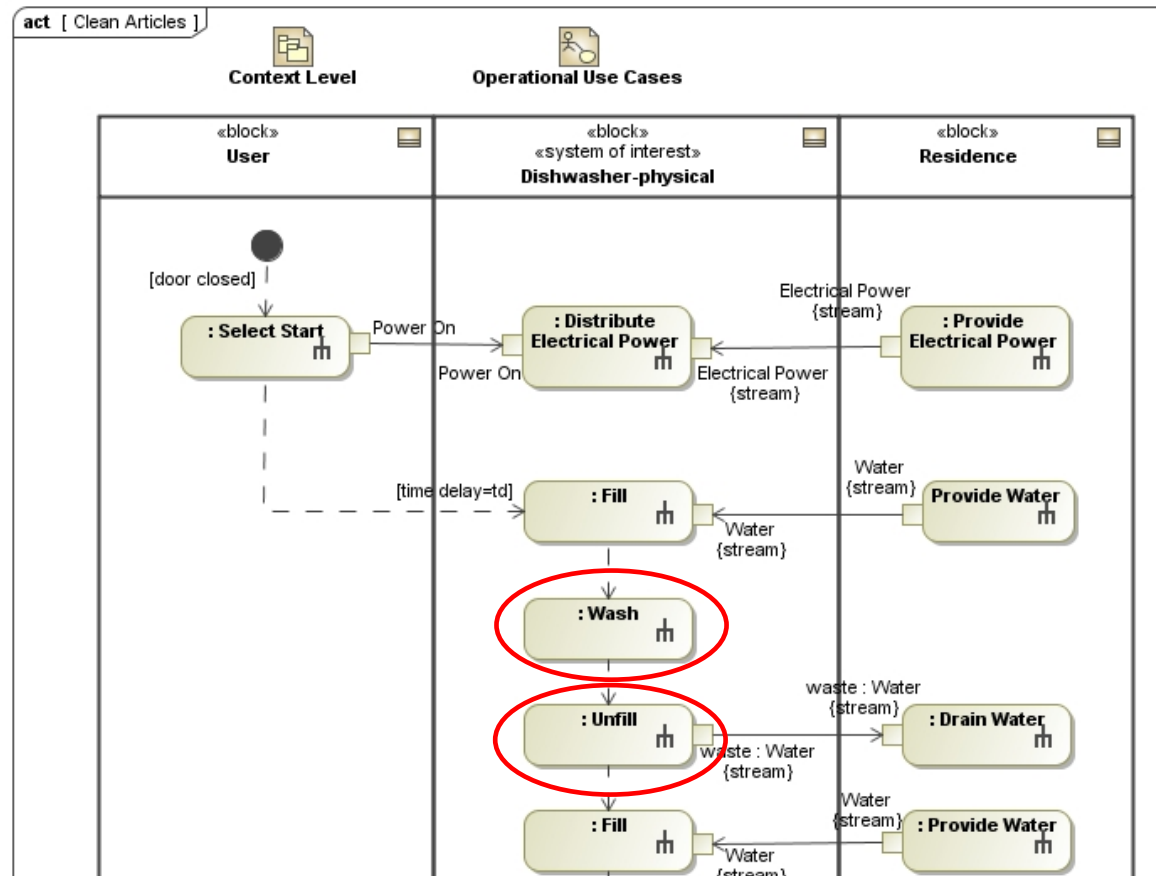 act [ Clean Articles ]
Context Level
Operational Use Cases
«block»
User
«block»
«system of interest»
Dishwasher-physical
«block»
Residence
[door closed]
: Select Start
Power On
Power On
: Distribute
Electrical Power
Electrical Power
{stream}
Electrical Power
{stream}
: Provide
Electrical Power
[time delay=td]
: Fill
Water
{stream}
Water
{stream}
Provide Water
: Wash
: Unfill
waste : Water
{stream}
waste : Water
{stream}
: Drain Water
: Fill
Water
{stream}
Water
{stream}
: Provide Water